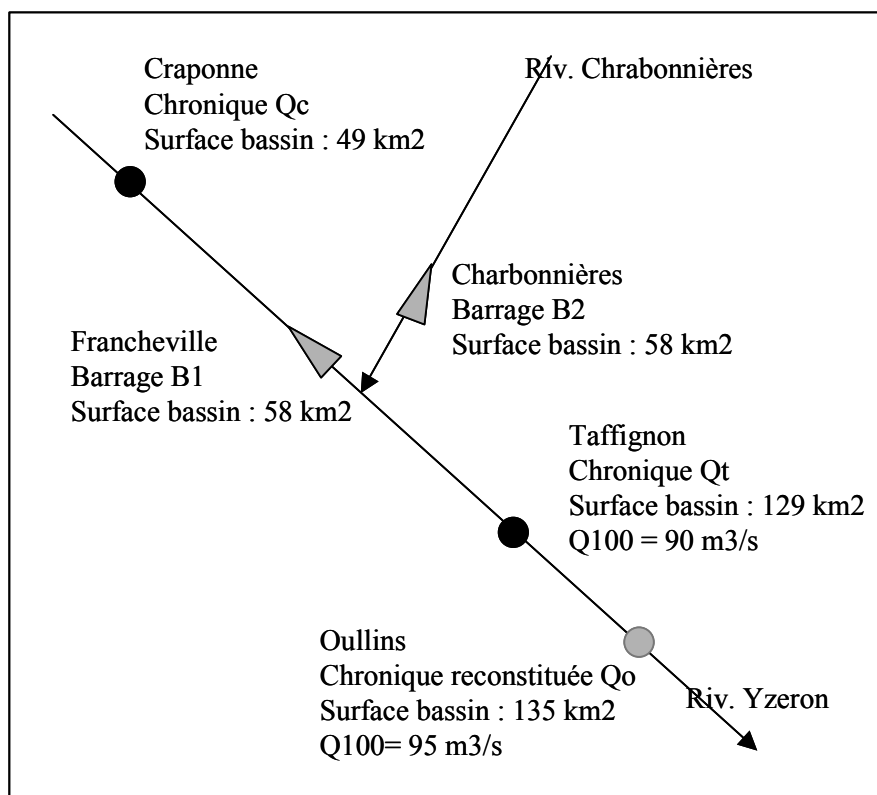 Craponne
Chronique Qc
Surface bassin : 49 km2
Riv. Chrabonnières
Charbonnières
Barrage B2
Surface bassin : 58 km2
Francheville
Barrage B1
Surface bassin : 58 km2
Taffignon
Chronique Qt
Surface bassin : 129 km2
Q100 = 90 m3/s
Oullins
Chronique reconstituée Qo
Surface bassin : 135 km2
Q100= 95 m3/s
Riv. Yzeron